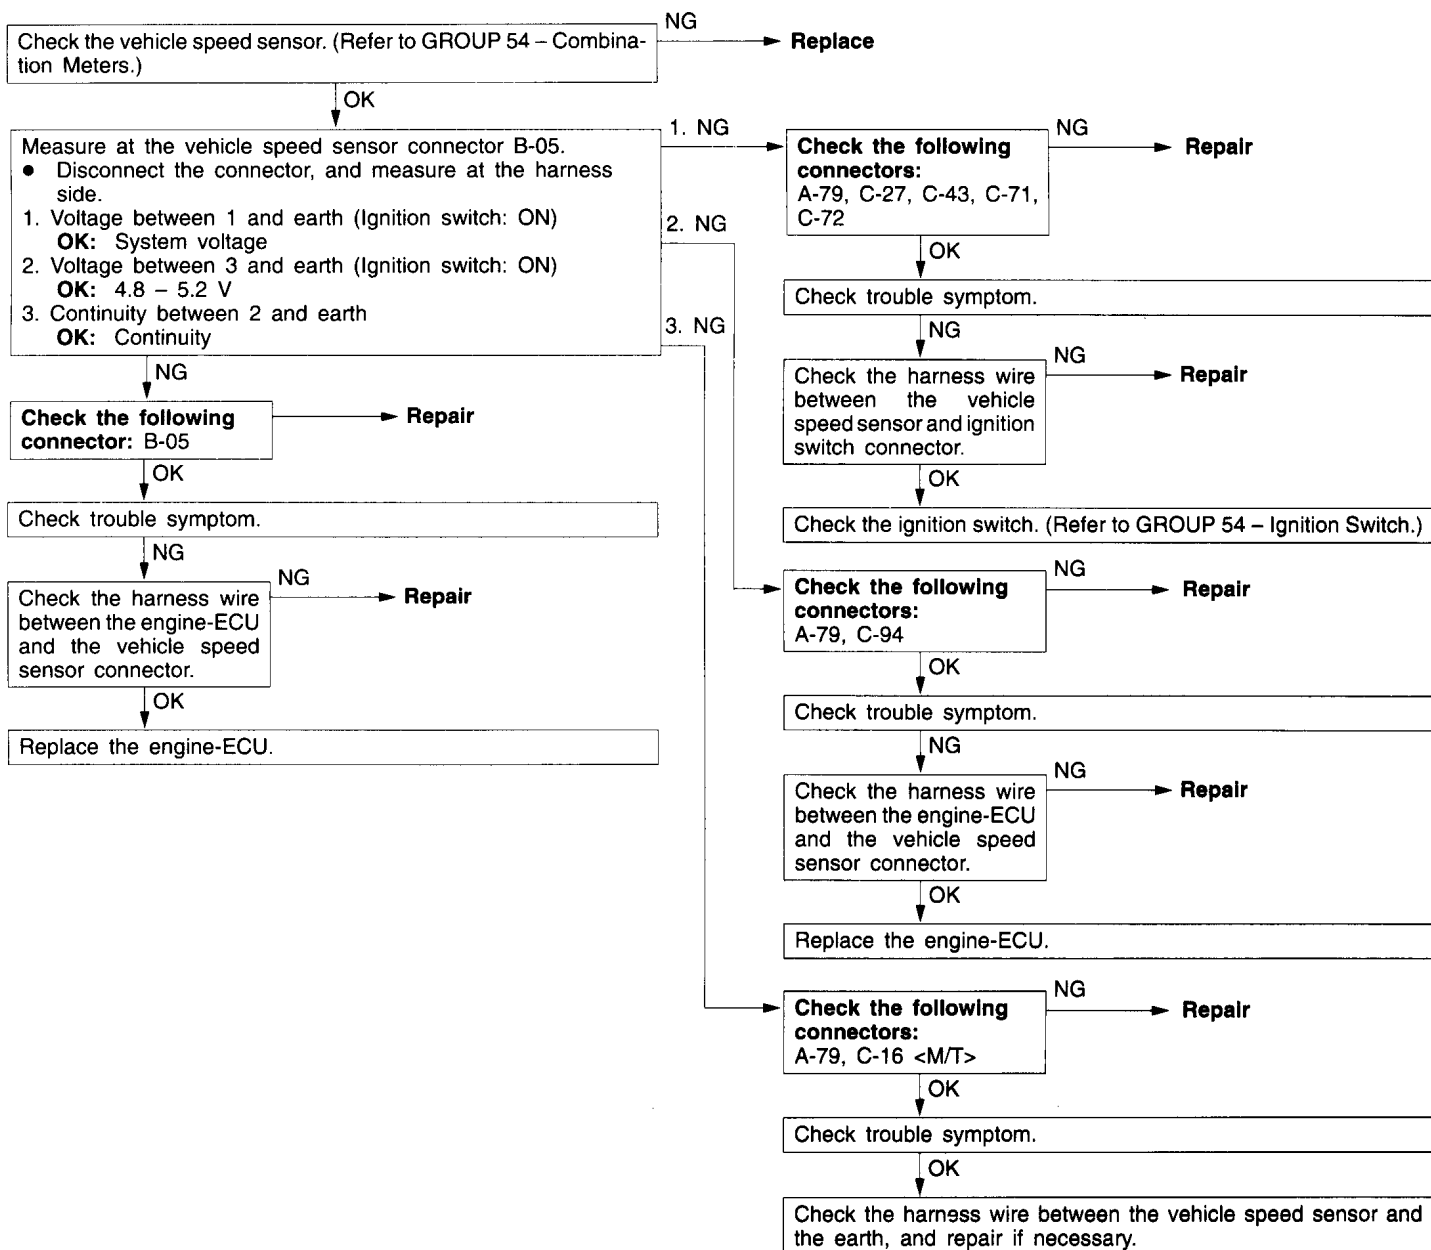 Check the vehicle speed sensor. (Refer to GROUP 54 – Combina-
tion Meters.)
NG
Replace
OK
Measure at the vehicle speed sensor connector B-05.
● Disconnect the connector, and measure at the harness
side.
1. Voltage between 1 and earth (Ignition switch: ON)
OK: System voltage
2. Voltage between 3 and earth (Ignition switch: ON)
OK: 4.8 – 5.2 V
3. Continuity between 2 and earth
OK: Continuity
1. NG
2. NG
3. NG
NG
Check the following
connector: B-05
Repair
OK
Check trouble symptom.
NG
Check the harness wire
between the engine-ECU
and the vehicle speed
sensor connector.
NG
Repair
OK
Replace the engine-ECU.
Check the following
connectors:
A-79, C-27, C-43, C-71,
C-72
NG
Repair
OK
Check trouble symptom.
NG
Check the harness wire
between the vehicle
speed sensor and ignition
switch connector.
NG
Repair
OK
Check the ignition switch. (Refer to GROUP 54 – Ignition Switch.)
Check the following
connectors:
A-79, C-94
NG
Repair
OK
Check trouble symptom.
NG
Check the harness wire
between the engine-ECU
and the vehicle speed
sensor connector.
NG
Repair
OK
Replace the engine-ECU.
Check the following
connectors:
A-79, C-16 <M/T>
NG
Repair
OK
Check trouble symptom.
OK
Check the harness wire between the vehicle speed sensor and
the earth, and repair if necessary.